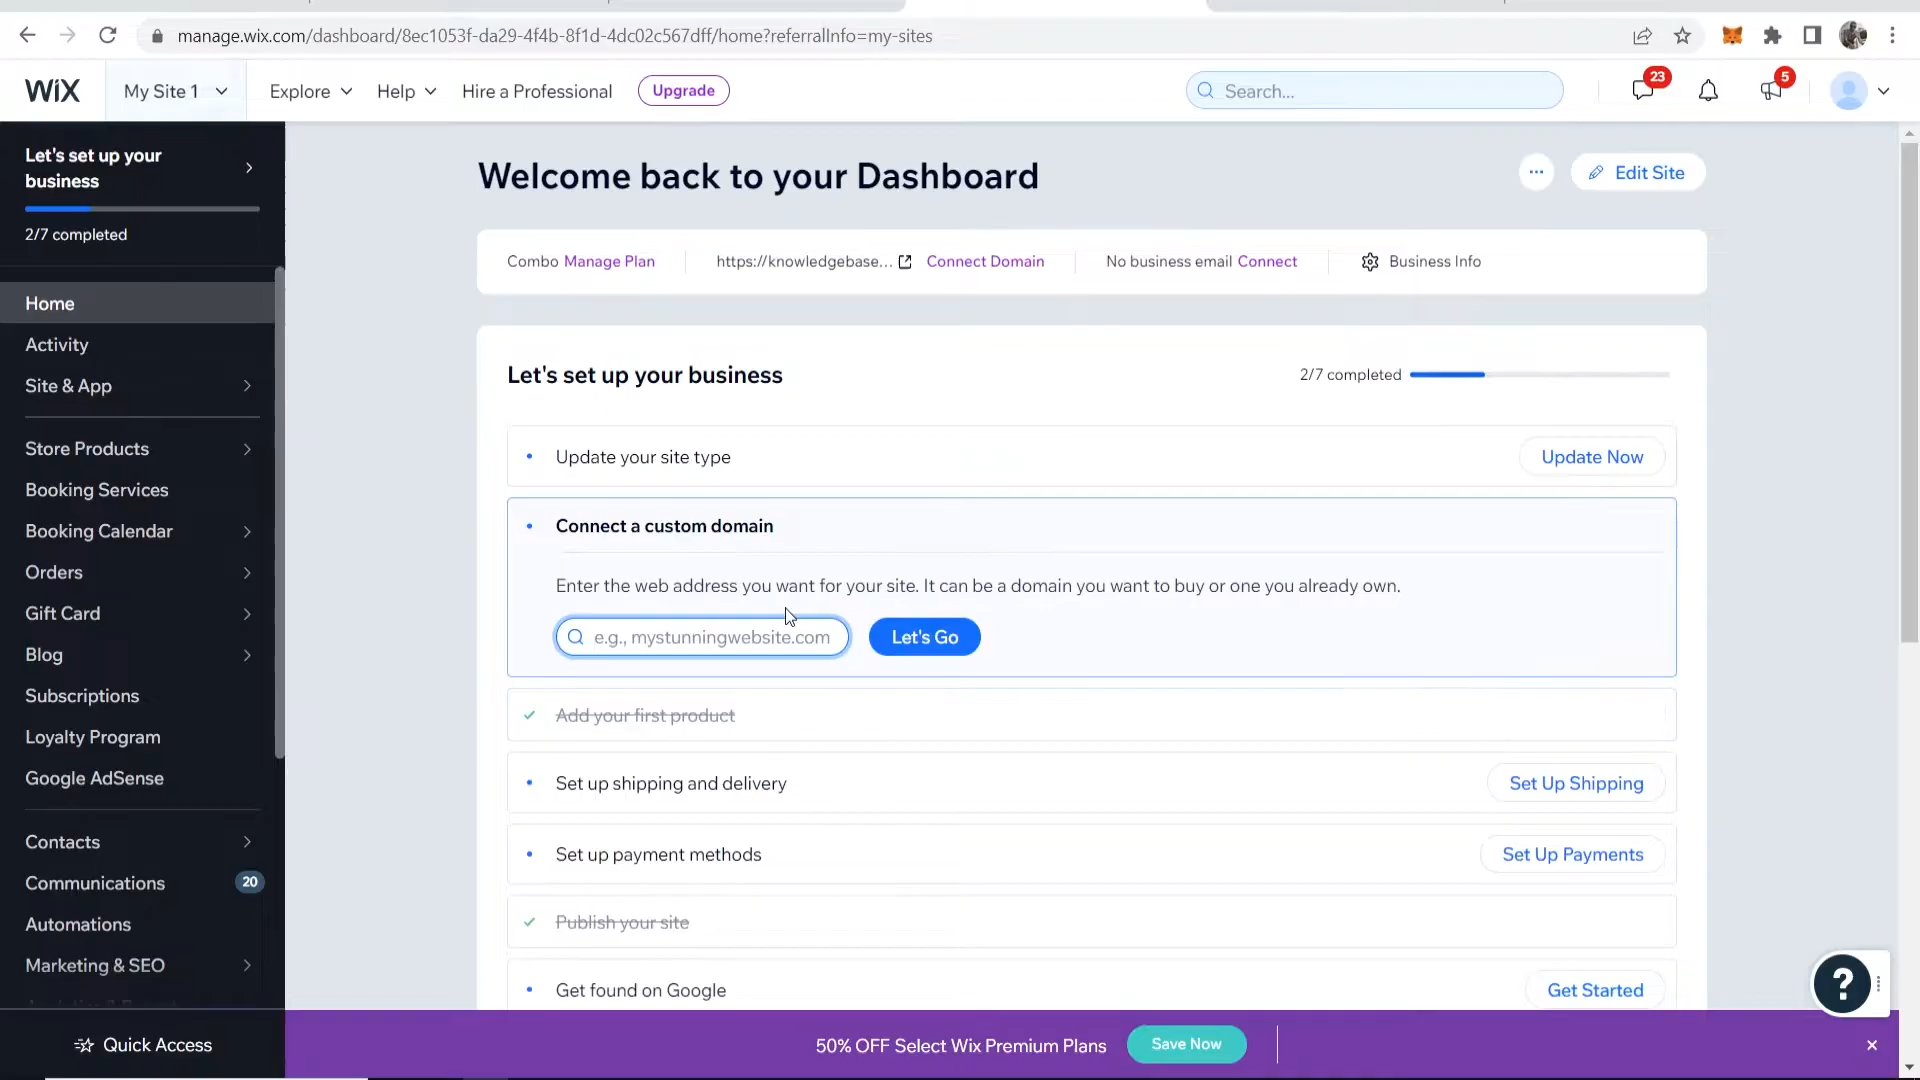 manage.wix.com/dashboard/8ec1053f-da29-4f4b-8f1d-4dc02c567dff/home?referralInfo=my-sites
WiX
My Site 1
Explore
Help
Hire a Professional
Upgrade
Search...
23
5
Let's set up your
business
2/7 completed
Home
Activity
Site & App
Store Products
Booking Services
Booking Calendar
Orders
Gift Card
Blog
Subscriptions
Loyalty Program
Google AdSense
Contacts
Communications 20
Automations
Marketing & SEO
Quick Access
Welcome back to your Dashboard
Edit Site
Combo Manage Plan
https://knowledgebase... Connect Domain
No business email Connect
Business Info
Let's set up your business
2/7 completed
Update your site type
Update Now
Connect a custom domain
Enter the web address you want for your site. It can be a domain you want to buy or one you already own.
e.g., mystunningwebsite.com
Let's Go
Add your first product
Set up shipping and delivery
Set Up Shipping
Set up payment methods
Set Up Payments
Publish your site
Get found on Google
Get Started
?
50% OFF Select Wix Premium Plans
Save Now